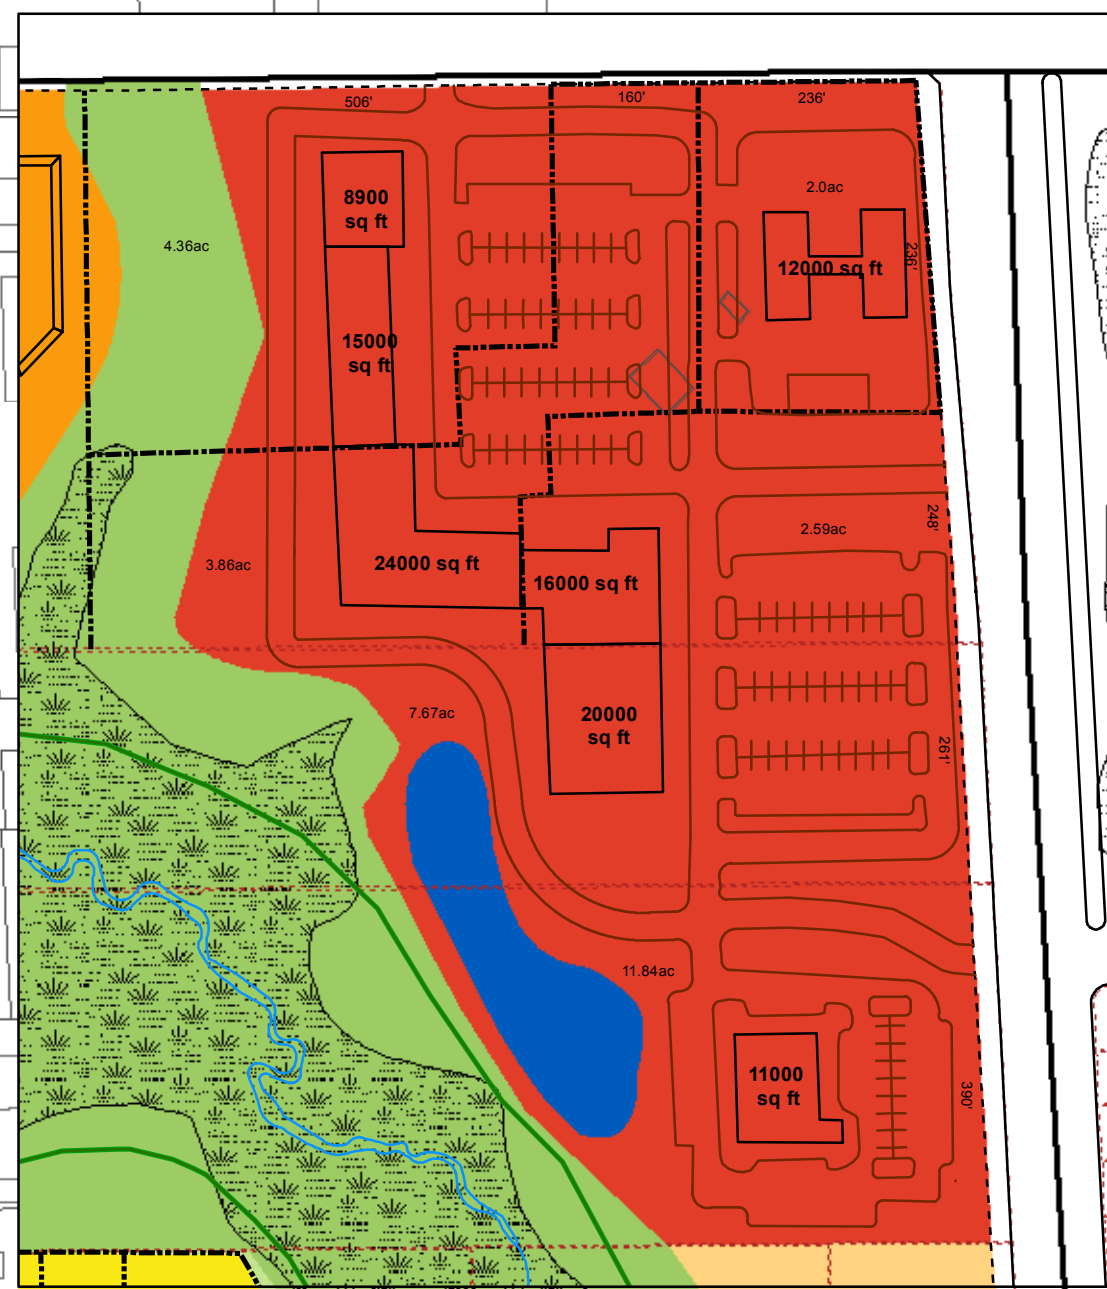 506'
160'
236'
2.0ac
8900
sq ft
4.36ac
236'
12000 sq ft
15000
sq ft
248'
2.59ac
3.86ac
24000 sq ft
16000 sq ft
7.67ac
20000
sq ft
261'
11.84ac
11000
sq ft
390'